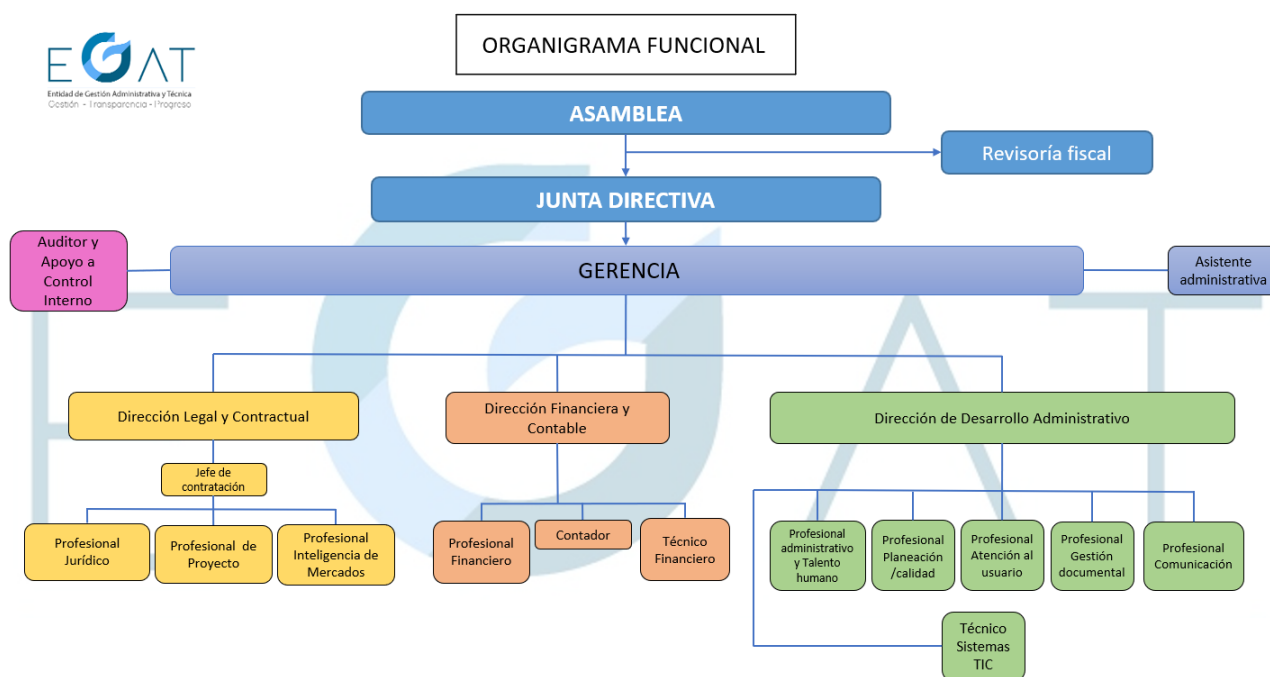 EGAT
Entidad de Gestión Administrativa y Técnica
Gestión - Transparencia - Progreso
ORGANIGRAMA FUNCIONAL
ASAMBLEA
Revisoría fiscal
JUNTA DIRECTIVA
Auditor y
Apoyo a
Control
Interno
GERENCIA
Asistente
administrativa
Dirección Legal y Contractual
Dirección Financiera y
Contable
Dirección de Desarrollo Administrativo
Jefe de
contratación
Profesional
Jurídico
Profesional de
Proyecto
Profesional
Inteligencia de
Mercados
Profesional
Financiero
Contador
Técnico
Financiero
Profesional
administrativo
y Talento
humano
Profesional
Planeación
/calidad
Profesional
Atención al
usuario
Profesional
Gestión
documental
Profesional
Comunicación
Técnico
Sistemas
TIC
EGAT